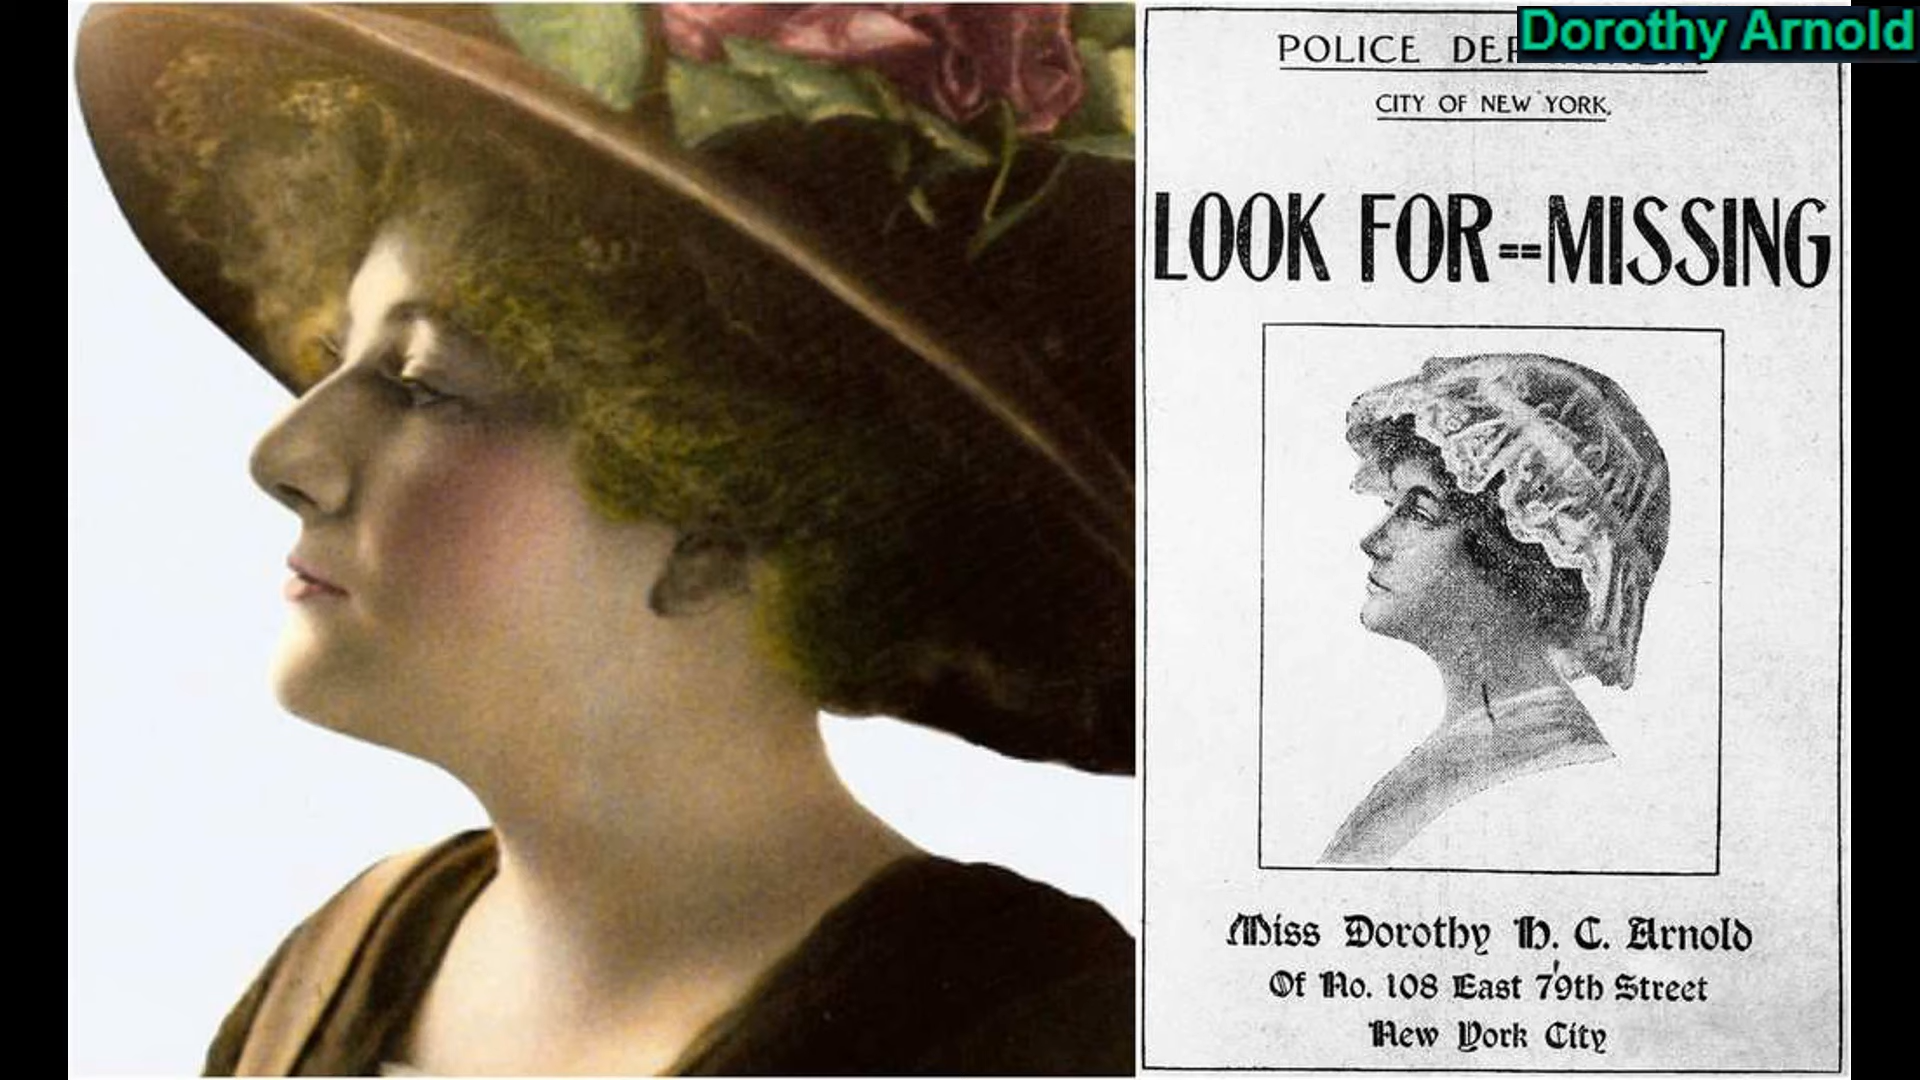 Dorothy Arnold
POLICE
CITY OF NEW YORK,
LOOK FOR==MISSING
Miss Dorothy H. C. Arnold
Of No. 108 East 79th Street
New York City